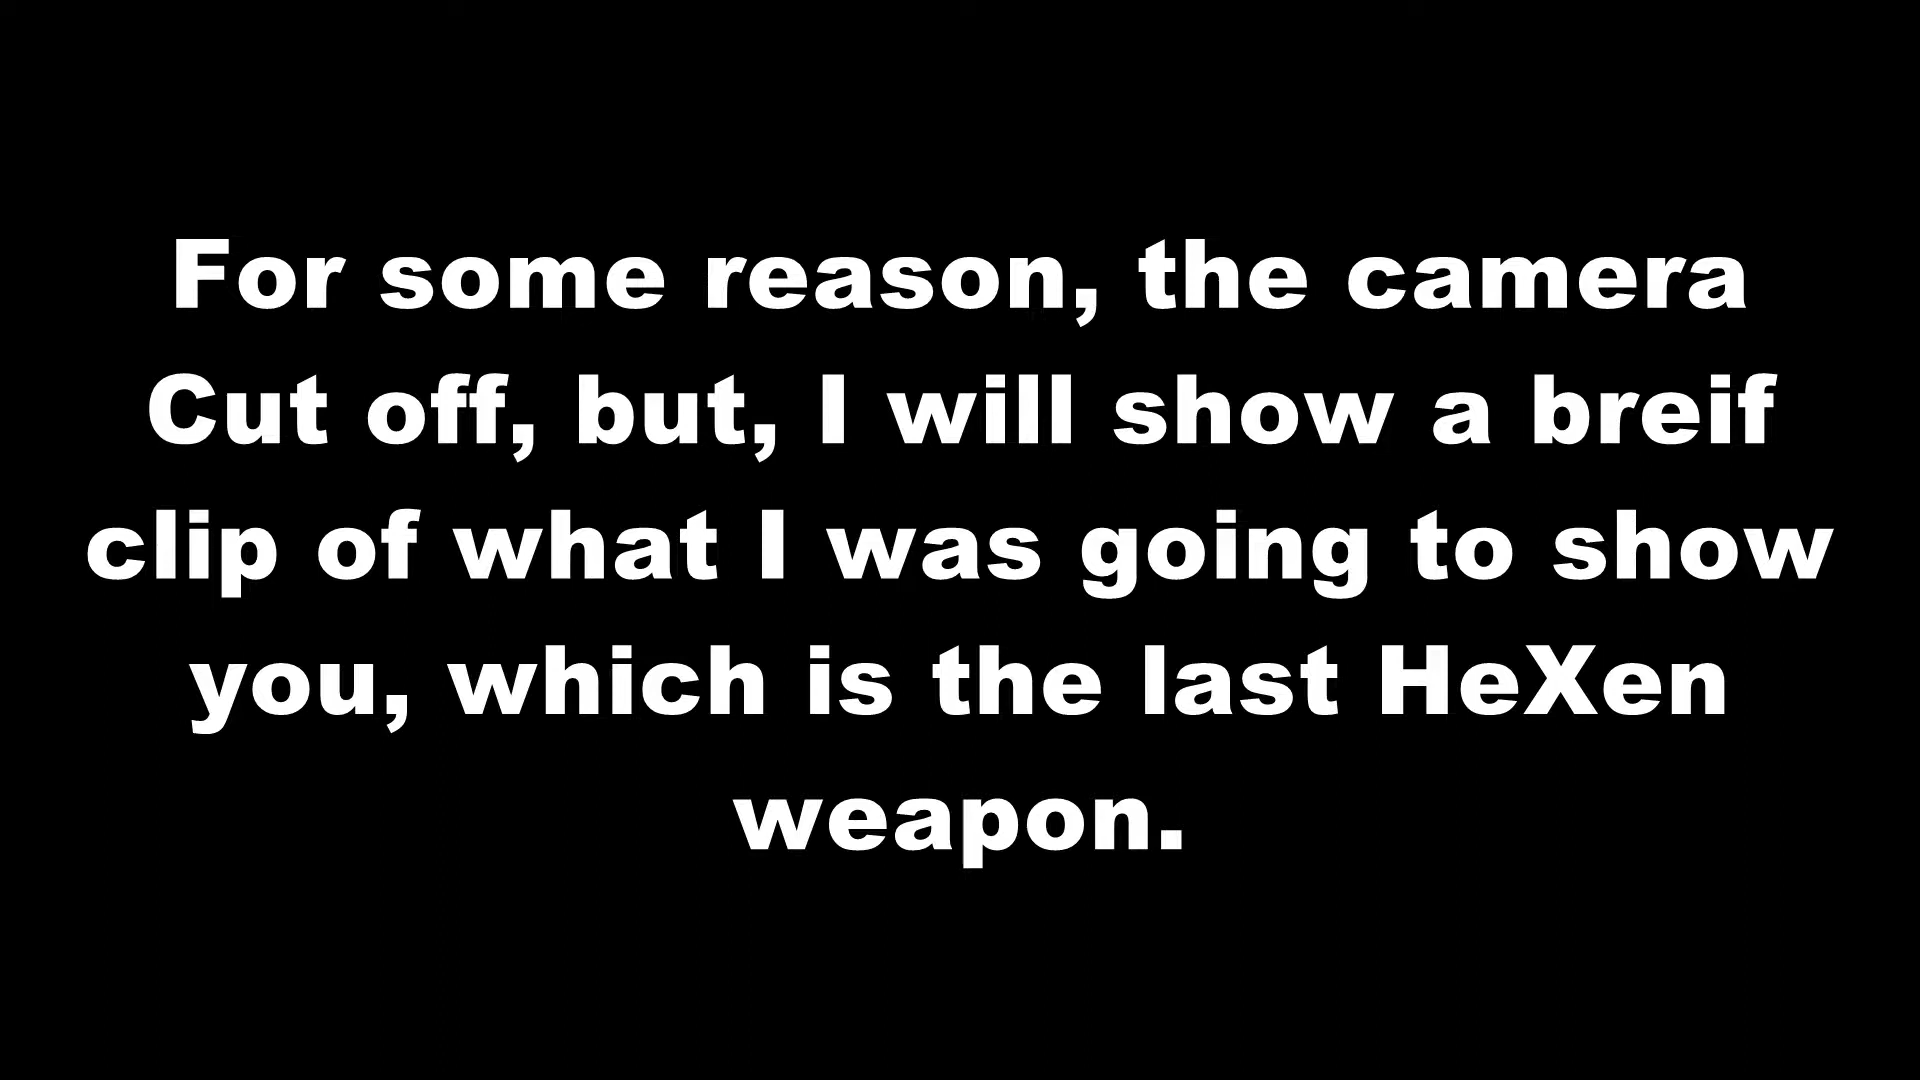 For some reason, the camera
Cut off, but, I will show a breif
clip of what I was going to show
you, which is the last HeXen
weapon.